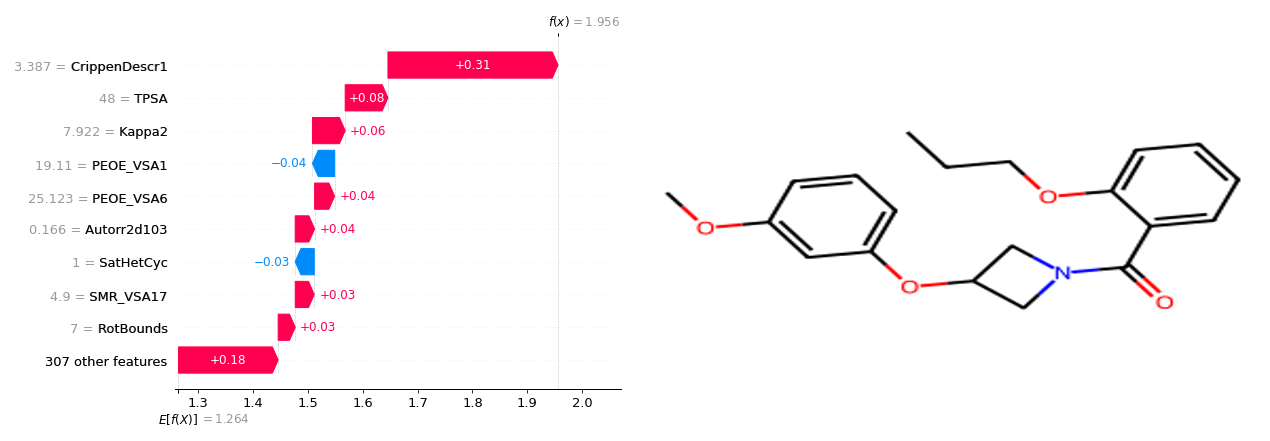 f(x) = 1.956
3.387 = CrippenDescr1
+0.31
48 = TPSA
+0.08
7.922 = Kappa2
+0.06
19.11 = PEOE_VSA1
−0.04
25.123 = PEOE_VSA6
+0.04
0.166 = Autorr2d103
+0.04
1 = SatHetCyc
−0.03
4.9 = SMR_VSA17
+0.03
7 = RotBounds
+0.03
307 other features
+0.18
1.3 1.4 1.5 1.6 1.7 1.8 1.9 2.0
E[f(X)] = 1.264
O
O
O
N
O